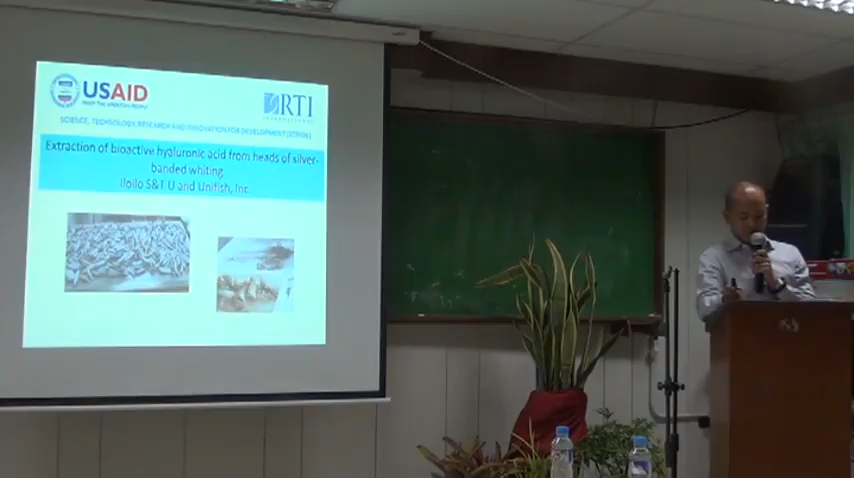 USAID
FROM THE AMERICAN PEOPLE
RTI
INTERNATIONAL
SCIENCE, TECHNOLOGY, RESEARCH AND INNOVATION FOR DEVELOPMENT (STRIDE)
Extraction of bioactive hyaluronic acid from heads of silver-
banded whiting
Iloilo S&T U and Unifish, Inc.